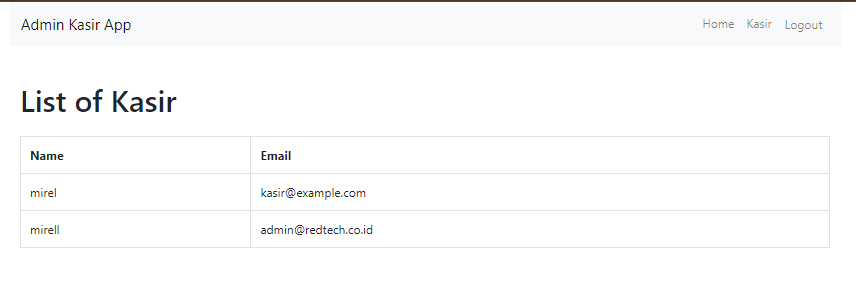 Admin Kasir App Home Kasir Logout
List of Kasir
Name Email
mirel kasir@example.com
mirell admin@redtech.co.id